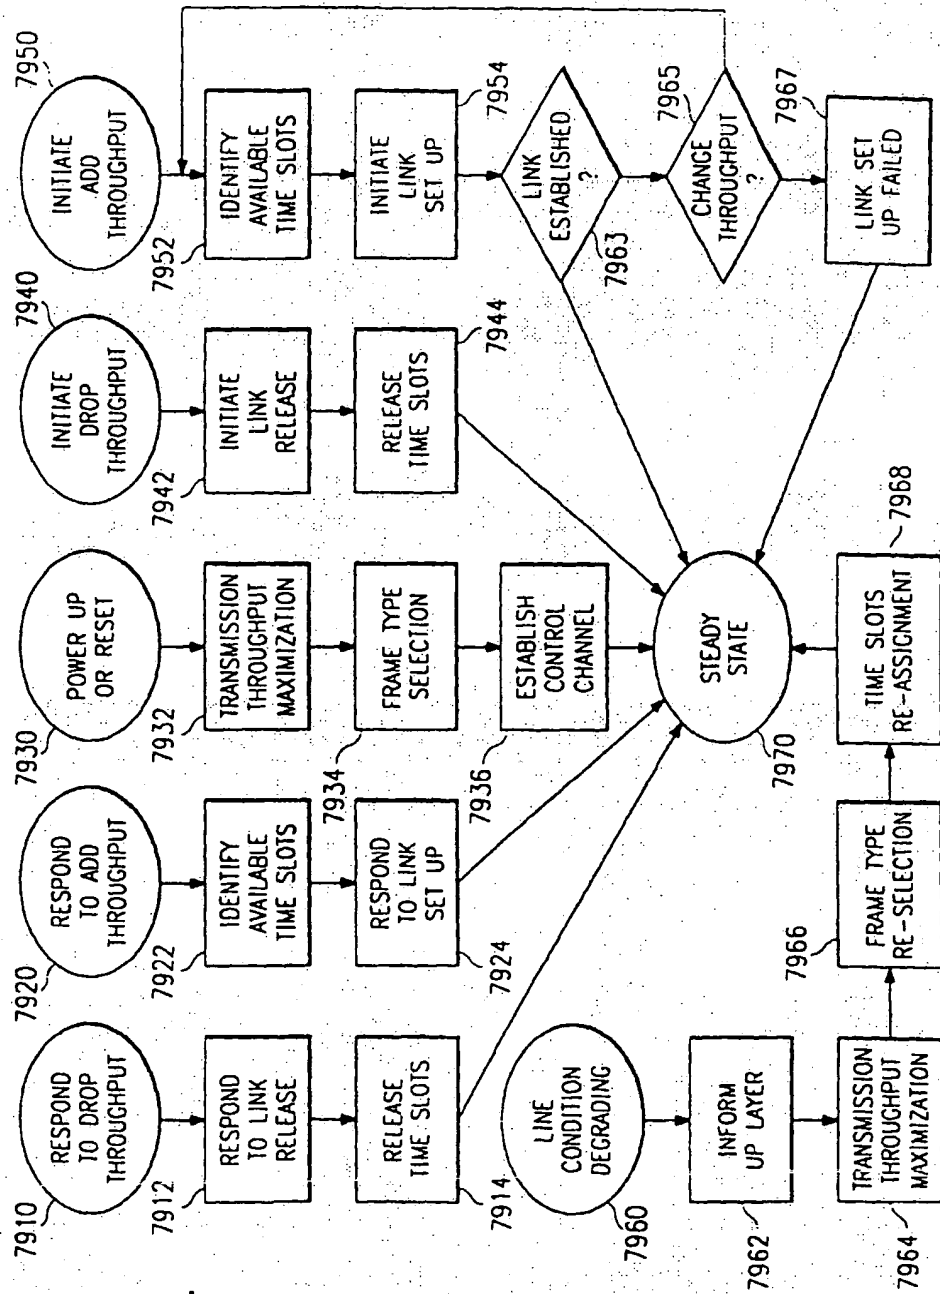 7910
RESPOND
TO DROP
THROUGHPUT
7912
RESPOND
TO LINK
RELEASE
RELEASE
TIME SLOTS
7914
7920
RESPOND
TO ADD
THROUGHPUT
7922
IDENTIFY
AVAILABLE
TIME SLOTS
RESPOND
TO LINK
SET UP
7924
7930
POWER UP
OR RESET
7932
TRANSMISSION
THROUGHPUT
MAXIMIZATION
7934
FRAME TYPE
SELECTION
7936
ESTABLISH
CONTROL
CHANNEL
7940
INITIATE
DROP
THROUGHPUT
7942
INITIATE
LINK
RELEASE
RELEASE
TIME SLOTS
7944
7950
INITIATE
ADD
THROUGHPUT
7952
IDENTIFY
AVAILABLE
TIME SLOTS
INITIATE
LINK
SET UP
7954
LINK
ESTABLISHED
?
7963
CHANGE
THROUGHPUT
?
7965
LINK SET
UP FAILED
7967
LINE
CONDITION
DEGRADING
7960
INFORM
UP LAYER
7962
TRANSMISSION
THROUGHPUT
MAXIMIZATION
7964
7966
FRAME TYPE
RE-SELECTION
TIME SLOTS
RE-ASSIGNMENT
7968
STEADY
STATE
7970